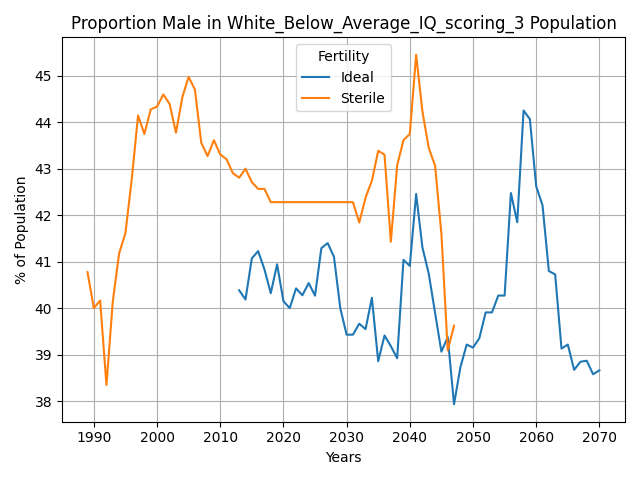 Proportion Male in White_Below_Average_IQ_scoring_3 Population
Fertility
Ideal
Sterile
% of Population
45
44
43
42
41
40
39
38
1990 2000 2010 2020 2030 2040 2050 2060 2070
Years